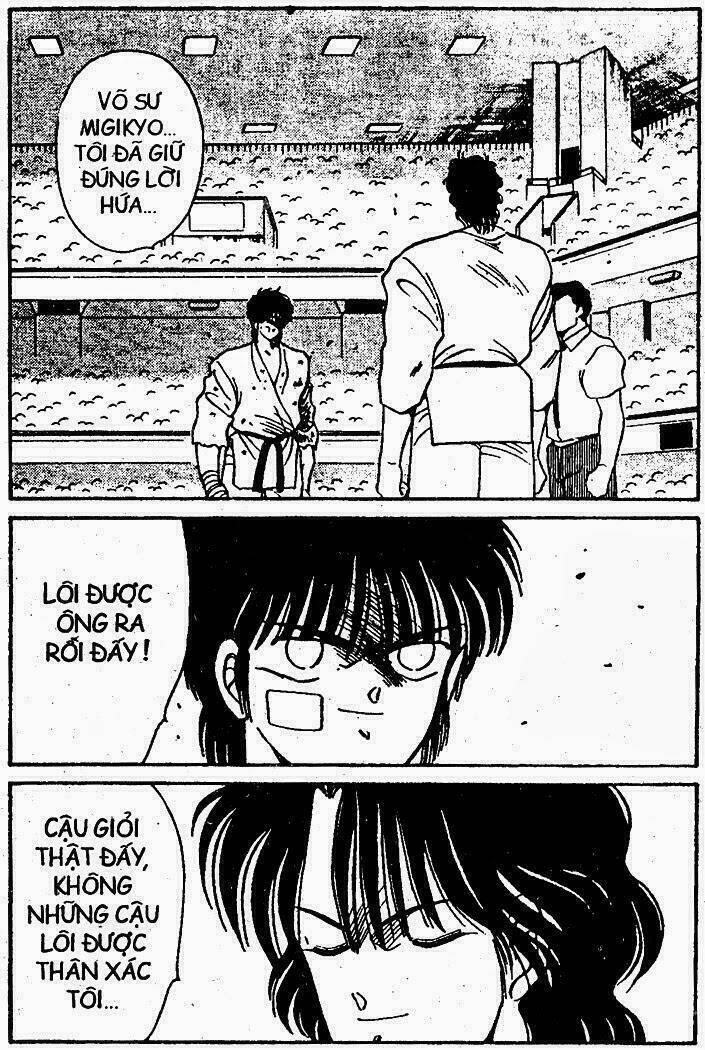 VÕ SƯ
MIGIKYO...
TÔI ĐÃ GIỮ
ĐÚNG LỜI
HỨA...
LÔI ĐƯỢC
ÔNG RA
RỒI ĐẤY!
CẬU GIỎI
THẬT ĐẤY,
KHÔNG
NHỮNG CẬU
LÔI ĐƯỢC
THÂN XÁC
TÔI...